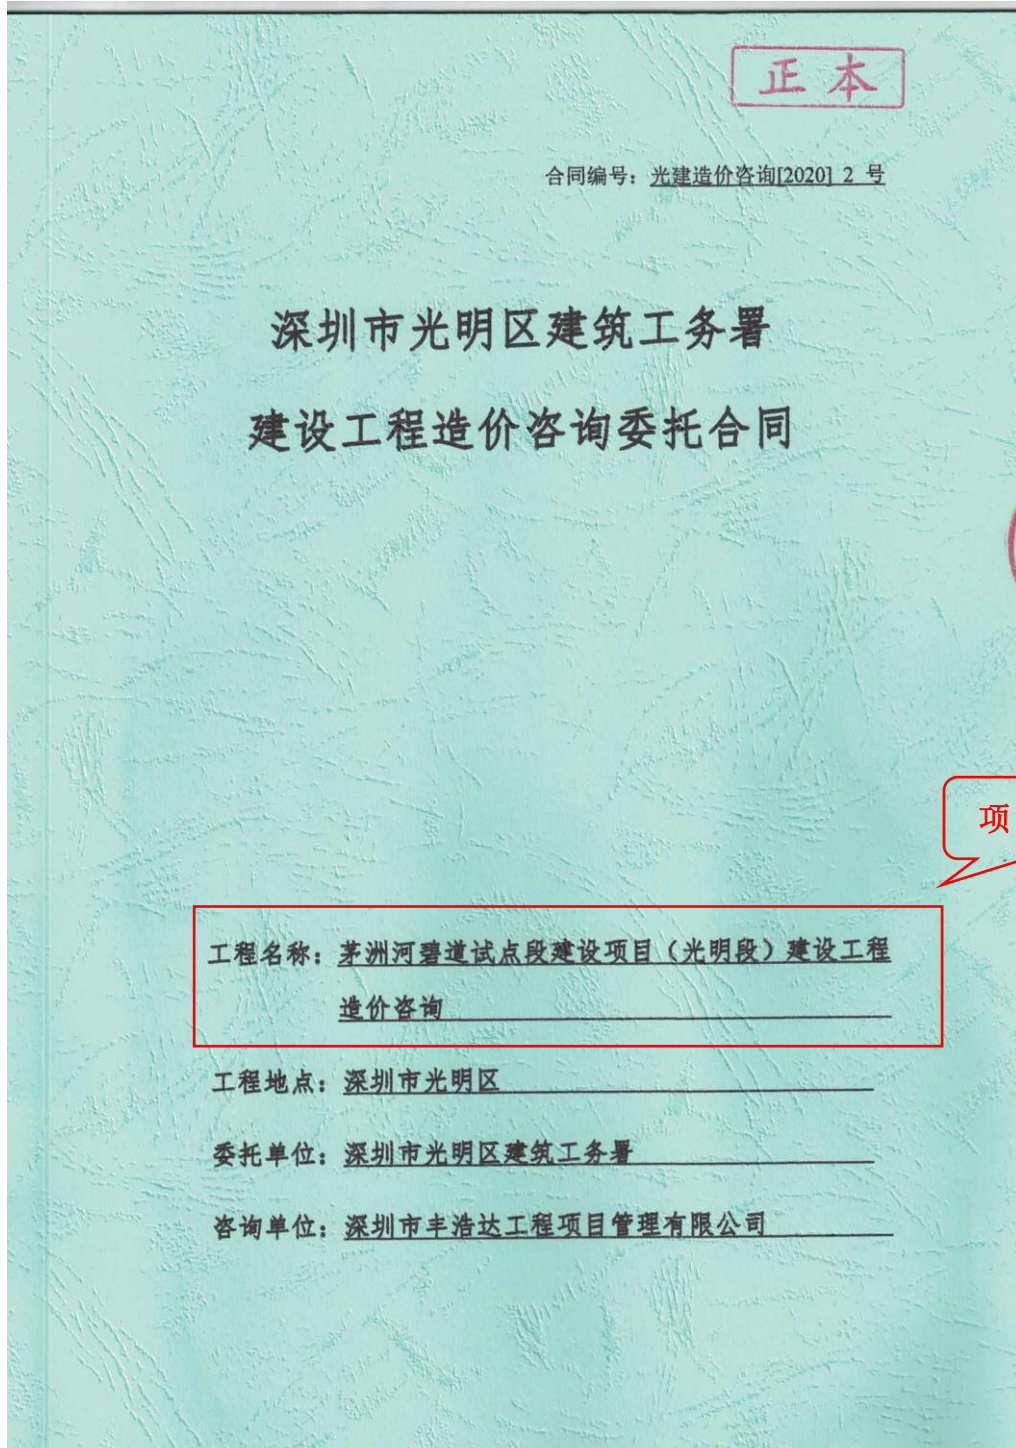 正本
合同编号：光建造价咨询[2020] 2 号
深圳市光明区建筑工务署
建设工程造价咨询委托合同
项
工程名称：茅洲河碧道试点段建设项目（光明段）建设工程
造价咨询
工程地点：深圳市光明区
委托单位：深圳市光明区建筑工务署
咨询单位：深圳市丰浩达工程项目管理有限公司